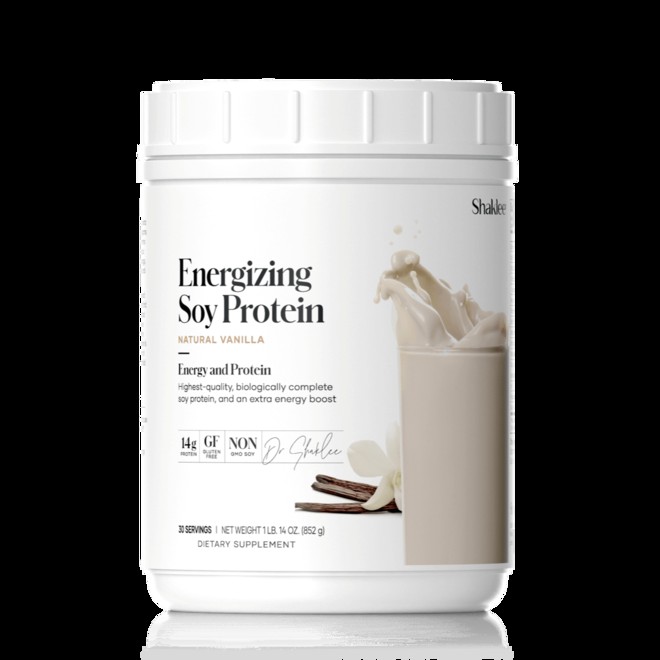 Shaklee
Energizing
Soy Protein
NATURAL VANILLA
Energy and Protein
Highest-quality, biologically complete
soy protein, and an extra energy boost
14g
PROTEIN
GF
GLUTEN
FREE
NON
GMO SOY
Dr Shaklee
30 SERVINGS | NET WEIGHT 1 LB. 14 OZ. (852 g)
DIETARY SUPPLEMENT